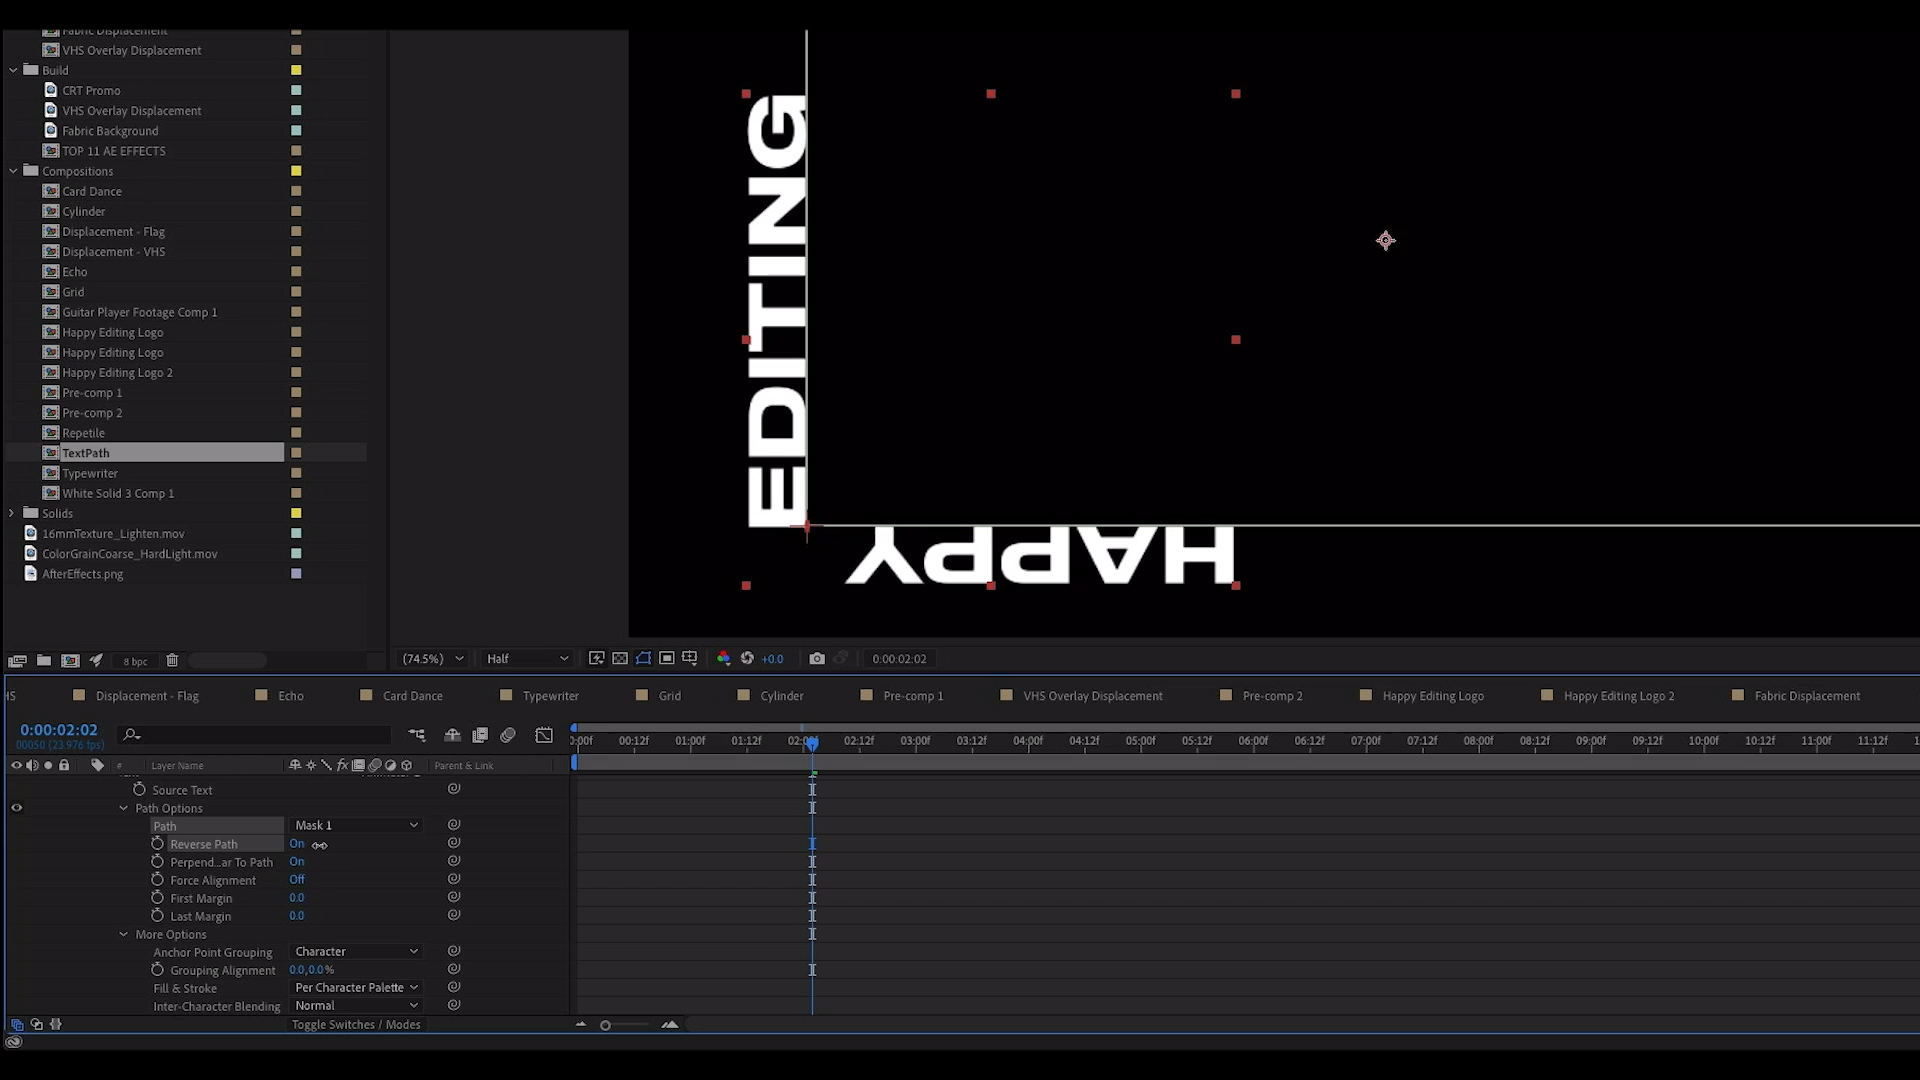 Fabric Displacement
VHS Overlay Displacement
Build
CRT Promo
VHS Overlay Displacement
Fabric Background
TOP 11 AE EFFECTS
Compositions
Card Dance
Cylinder
Displacement - Flag
Displacement - VHS
Echo
Grid
Guitar Player Footage Comp 1
Happy Editing Logo
Happy Editing Logo
Happy Editing Logo 2
Pre-comp 1
Pre-comp 2
Repetile
TextPath
Typewriter
White Solid 3 Comp 1
Solids
16mmTexture_Lighten.mov
ColorGrainCoarse_HardLight.mov
AfterEffects.png
8 bpc
HAPPY
EDITING
(74.5%) Half +0.0 0:00:02:02
HS Displacement - Flag Echo Card Dance Typewriter Grid Cylinder Pre-comp 1 VHS Overlay Displacement Pre-comp 2 Happy Editing Logo Happy Editing Logo 2 Fabric Displacement
0:00:02:02
00050 (23.976 fps)
0:00f 00:12f 01:00f 01:12f 02:00f 02:12f 03:00f 03:12f 04:00f 04:12f 05:00f 05:12f 06:00f 06:12f 07:00f 07:12f 08:00f 08:12f 09:00f 09:12f 10:00f 10:12f 11:00f 11:12f 1
# Layer Name fx Parent & Link
Source Text
Path Options
Path Mask 1
Reverse Path On
Perpend...ar To Path On
Force Alignment Off
First Margin 0.0
Last Margin 0.0
More Options
Anchor Point Grouping Character
Grouping Alignment 0.0,0.0%
Fill & Stroke Per Character Palette
Inter-Character Blending Normal
Toggle Switches / Modes